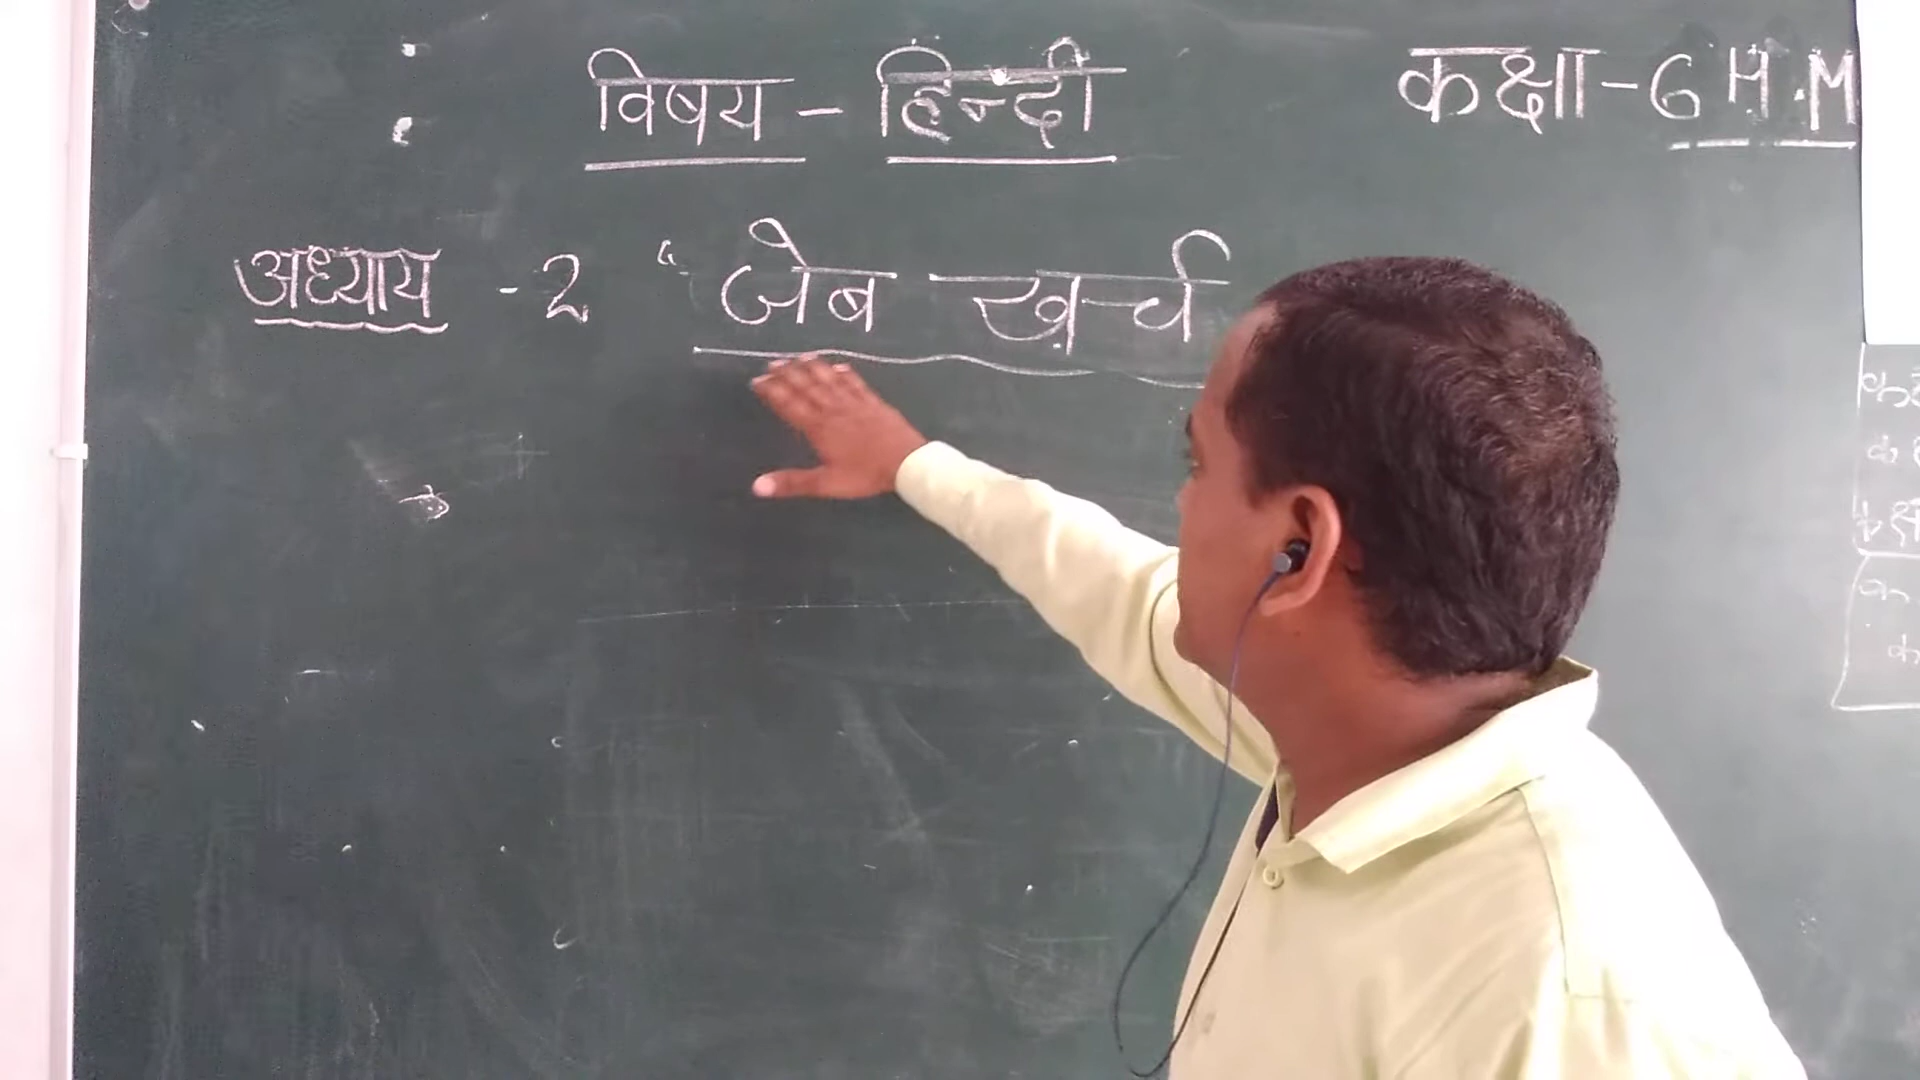 विषय - हिन्दी
कक्षा - 6 H.M
अध्याय - 2 “जेब खर्च